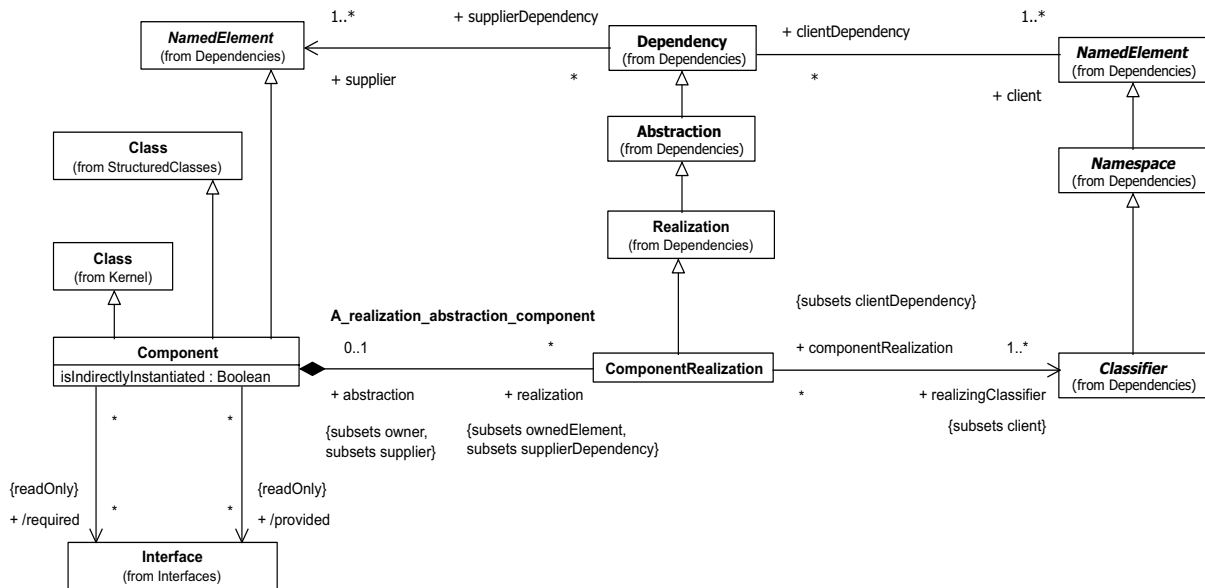 1..*
+ supplierDependency
1..*
NamedElement
(from Dependencies)
Dependency
(from Dependencies)
+ clientDependency
NamedElement
(from Dependencies)
+ supplier
*
*
+ client
Class
(from StructuredClasses)
Abstraction
(from Dependencies)
Namespace
(from Dependencies)
Realization
(from Dependencies)
Class
(from Kernel)
{subsets clientDependency}
A_realization_abstraction_component
0..1
*
+ componentRealization
1..*
Component
isIndirectlyInstantiated : Boolean
ComponentRealization
Classifier
(from Dependencies)
+ abstraction
+ realization
*
+ realizingClassifier
*
*
{subsets owner,
subsets supplier}
{subsets ownedElement,
subsets supplierDependency}
{subsets client}
{readOnly}
{readOnly}
*
*
+ /required
+ /provided
Interface
(from Interfaces)